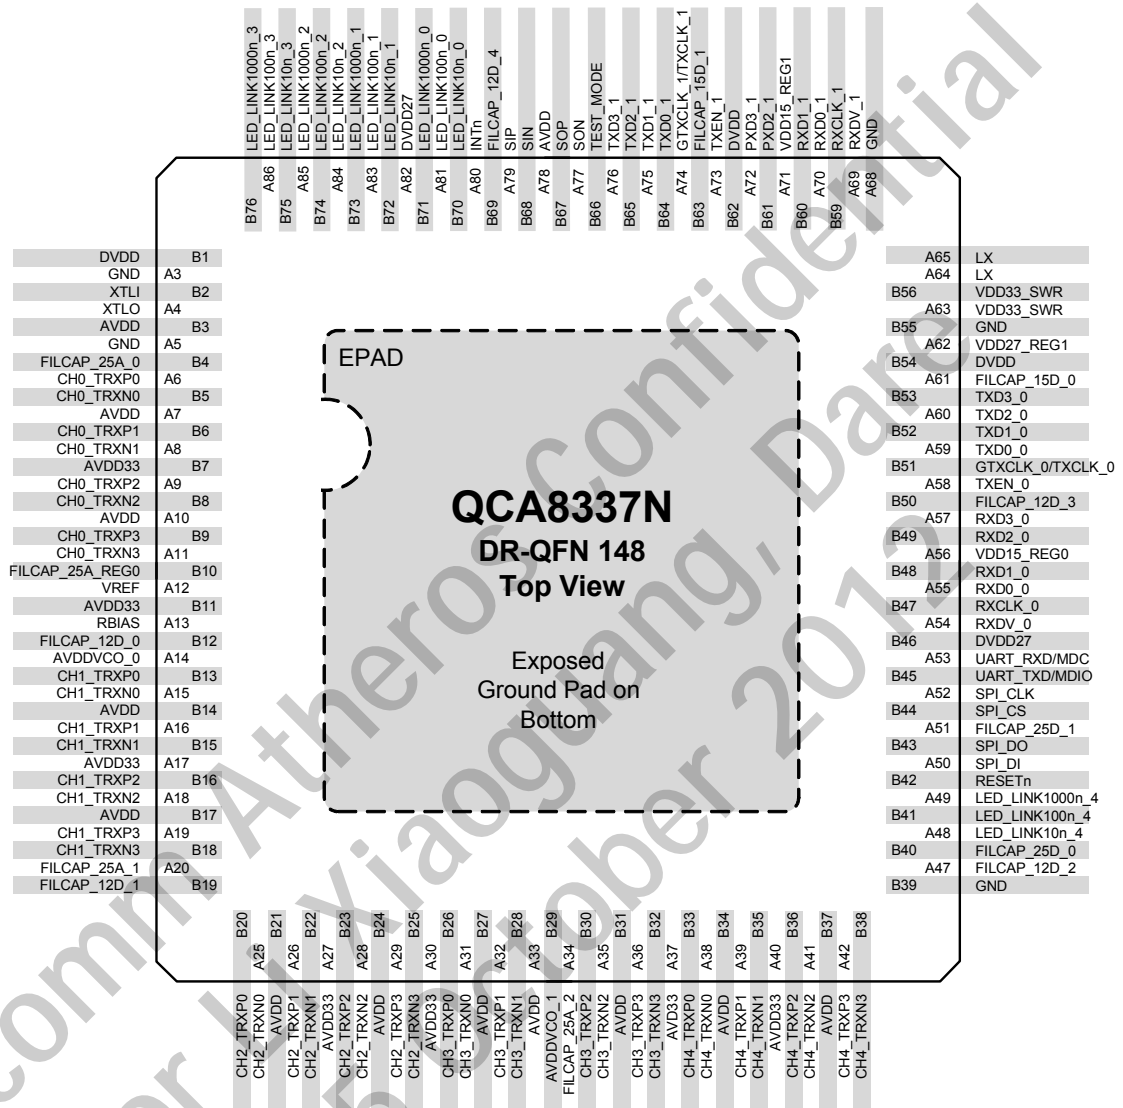 LED_LINK1000n_3 B76
LED_LINK100n_3 A86
LED_LINK10n_3 B75
LED_LINK1000n_2 A85
LED_LINK100n_2 B74
LED_LINK10n_2 A84
LED_LINK1000n_1 B73
LED_LINK100n_1 A83
LED_LINK10n_1 B72
DVDD27 A82
LED_LINK1000n_0 B71
LED_LINK100n_0 A81
LED_LINK10n_0 B70
INTn A80
FILCAP_12D_4 B69
SIP A79
SIN B68
AVDD A78
SOP B67
SON A77
TEST_MODE B66
TXD3_1 A76
TXD2_1 B65
TXD1_1 A75
TXD0_1 B64
GTXCLK_1/TXCLK_1 A74
FILCAP_15D_1 B63
TXEN_1 A73
DVDD B62
PXD3_1 A72
PXD2_1 B61
VDD15_REG1 A71
RXD1_1 B60
RXD0_1 A70
RXCLK_1 B59
RXDV_1 A69
GND A68
DVDD B1
GND A3
XTLI B2
XTLO A4
AVDD B3
GND A5
FILCAP_25A_0 B4
CH0_TRXP0 A6
CH0_TRXN0 B5
AVDD A7
CH0_TRXP1 B6
CH0_TRXN1 A8
AVDD33 B7
CH0_TRXP2 A9
CH0_TRXN2 B8
AVDD A10
CH0_TRXP3 B9
CH0_TRXN3 A11
FILCAP_25A_REG0 B10
VREF A12
AVDD33 B11
RBIAS A13
FILCAP_12D_0 B12
AVDDVCO_0 A14
CH1_TRXP0 B13
CH1_TRXN0 A15
AVDD B14
CH1_TRXP1 A16
CH1_TRXN1 B15
AVDD33 A17
CH1_TRXP2 B16
CH1_TRXN2 A18
AVDD B17
CH1_TRXP3 A19
CH1_TRXN3 B18
FILCAP_25A_1 A20
FILCAP_12D_1 B19
EPAD
QCA8337N
DR-QFN 148
Top View
Exposed
Ground Pad on
Bottom
A65 LX
A64 LX
B56 VDD33_SWR
A63 VDD33_SWR
B55 GND
A62 VDD27_REG1
B54 DVDD
A61 FILCAP_15D_0
B53 TXD3_0
A60 TXD2_0
B52 TXD1_0
A59 TXD0_0
B51 GTXCLK_0/TXCLK_0
A58 TXEN_0
B50 FILCAP_12D_3
A57 RXD3_0
B49 RXD2_0
A56 VDD15_REG0
B48 RXD1_0
A55 RXD0_0
B47 RXCLK_0
A54 RXDV_0
B46 DVDD27
A53 UART_RXD/MDC
B45 UART_TXD/MDIO
A52 SPI_CLK
B44 SPI_CS
A51 FILCAP_25D_1
B43 SPI_DO
A50 SPI_DI
B42 RESETn
A49 LED_LINK1000n_4
B41 LED_LINK100n_4
A48 LED_LINK10n_4
B40 FILCAP_25D_0
A47 FILCAP_12D_2
B39 GND
B20 CH2_TRXP0
A25 CH2_TRXN0
B21 AVDD
A26 CH2_TRXP1
B22 CH2_TRXN1
A27 AVDD33
B23 CH2_TRXP2
A28 CH2_TRXN2
B24 AVDD
A29 CH2_TRXP3
B25 CH2_TRXN3
A30 AVDD33
B26 CH3_TRXP0
A31 CH3_TRXN0
B27 AVDD
A32 CH3_TRXP1
B28 CH3_TRXN1
A33 AVDD
B29 AVDDVCO_1
A34 FILCAP_25A_2
B30 CH3_TRXP2
A35 CH3_TRXN2
B31 AVDD
A36 CH3_TRXP3
B32 CH3_TRXN3
A37 AVD33
B33 CH4_TRXP0
A38 CH4_TRXN0
B34 AVDD
A39 CH4_TRXP1
B35 CH4_TRXN1
A40 AVDD33
B36 CH4_TRXP2
A41 CH4_TRXN2
B37 AVDD
A42 CH4_TRXP3
B38 CH4_TRXN3
comm Atheros Confidential
or Li Xiaoguang, Dare
5 October 2012